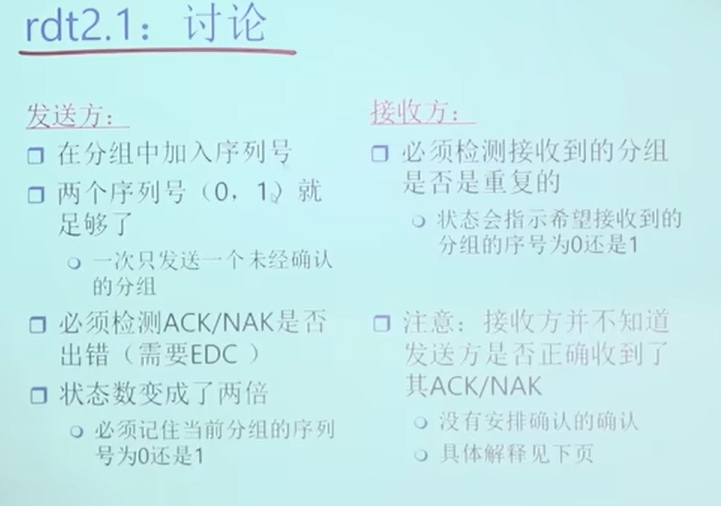 rdt2.1：讨论
发送方：
在分组中加入序列号
两个序列号（0，1）就
足够了
一次只发送一个未经确认
的分组
必须检测ACK/NAK是否
出错（需要EDC ）
状态数变成了两倍
必须记住当前分组的序列
号为0还是1
接收方：
必须检测接收到的分组
是否是重复的
状态会指示希望接收到的
分组的序号为0还是1
注意：接收方并不知道
发送方是否正确收到了
其ACK/NAK
没有安排确认的确认
具体解释见下页